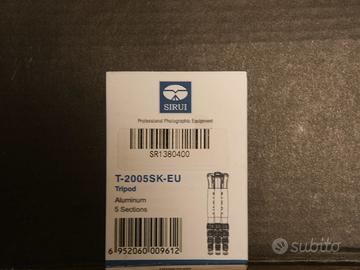 SIRUI
Professional Photographic Equipment
SR1380400
T-2005SK-EU
Tripod
Aluminum
5 Sections
6 952060 009612
subito